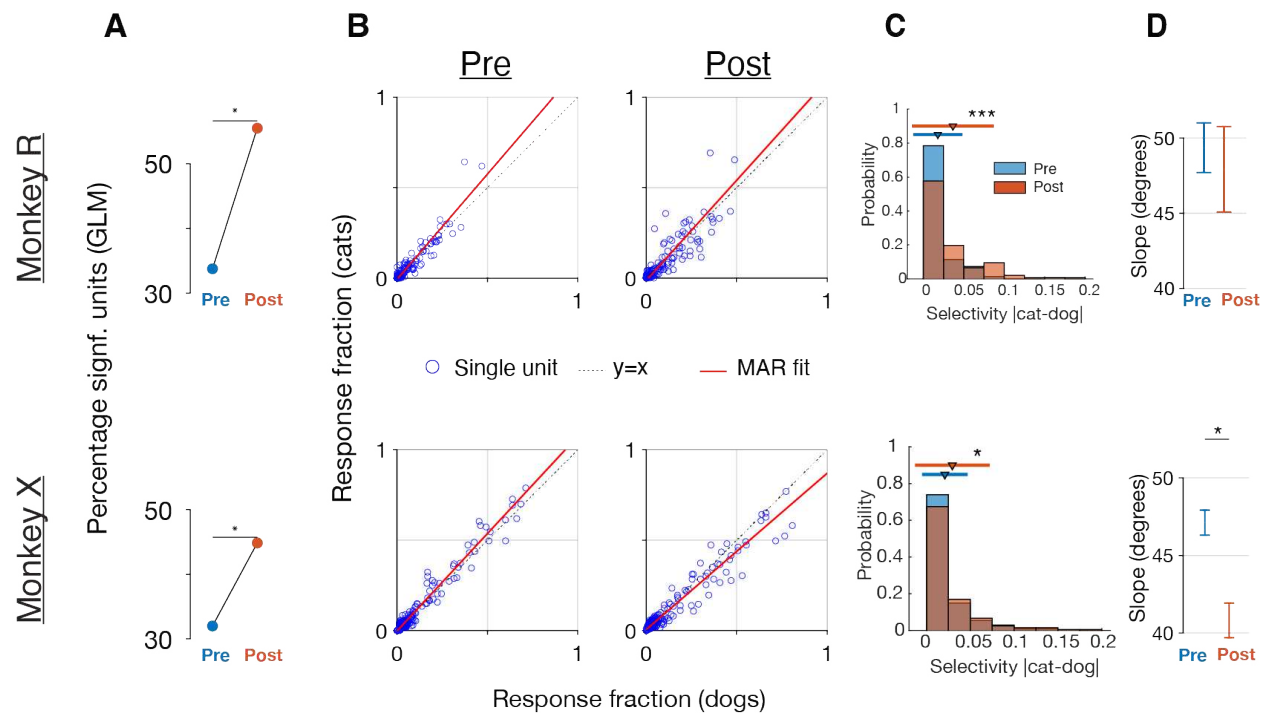 A
B
C
D
Pre
Post
Monkey R
Monkey X
Percentage signf. units (GLM)
50
30
*
Pre
Post
Response fraction (cats)
1
0
0
1
1
0
0
1
1
0.8
0.6
0.4
0.2
0
Probability
***
Pre
Post
0
0.05
0.1
0.15
0.2
Selectivity |cat-dog|
Slope (degrees)
50
45
40
Pre
Post
Single unit
y=x
MAR fit
50
30
*
Pre
Post
1
0
0
1
1
0
0
1
Response fraction (dogs)
1
0.8
0.6
0.4
0.2
0
Probability
*
0
0.05
0.1
0.15
0.2
Selectivity |cat-dog|
*
Slope (degrees)
50
45
40
Pre
Post